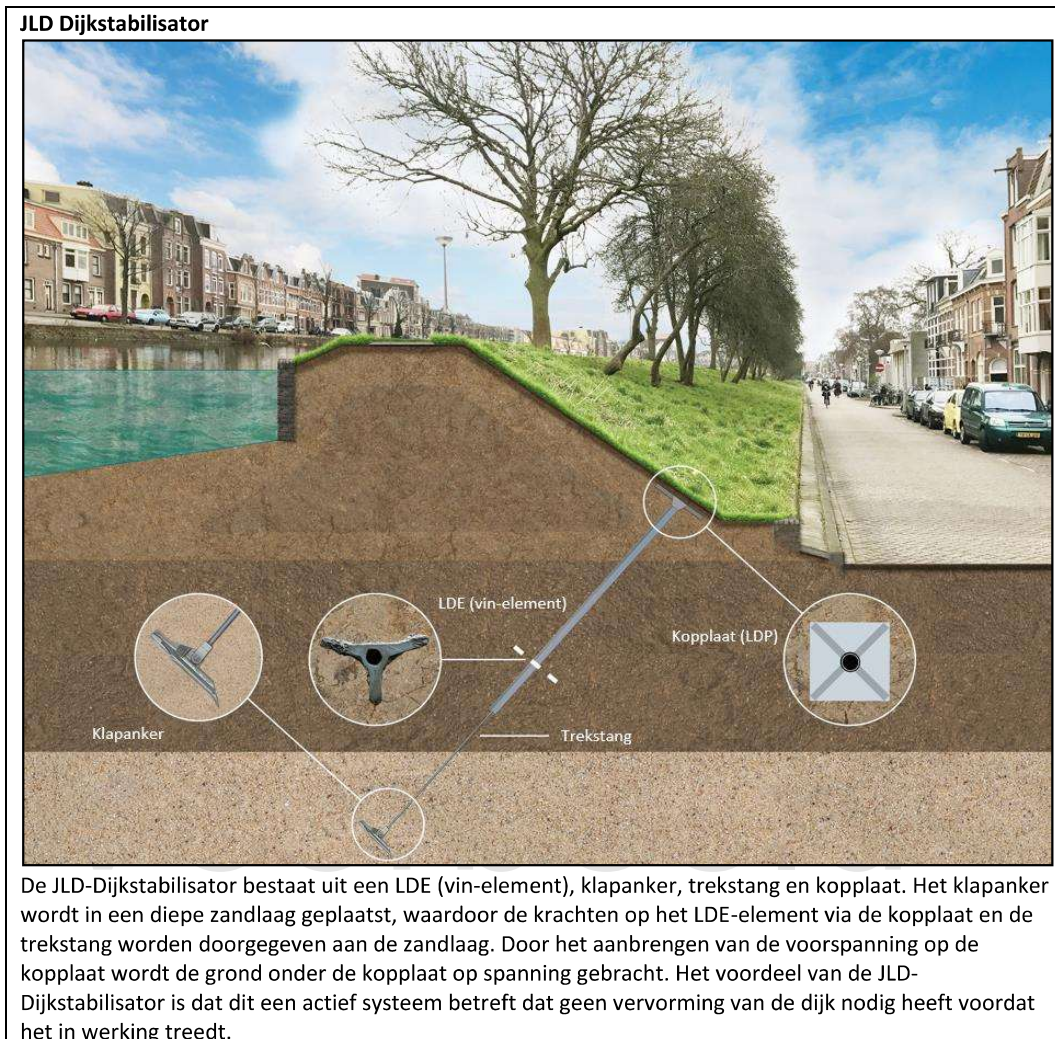 JLD Dijkstabilisator
LDE (vin-element)
Kopplaat (LDP)
Klapanker
Trekstang
De JLD-Dijkstabilisator bestaat uit een LDE (vin-element), klapanker, trekstang en kopplaat. Het klapanker
wordt in een diepe zandlaag geplaatst, waardoor de krachten op het LDE-element via de kopplaat en de
trekstang worden doorgegeven aan de zandlaag. Door het aanbrengen van de voorspanning op de
kopplaat wordt de grond onder de kopplaat op spanning gebracht. Het voordeel van de JLD-
Dijkstabilisator is dat dit een actief systeem betreft dat geen vervorming van de dijk nodig heeft voordat
het in werking treedt.